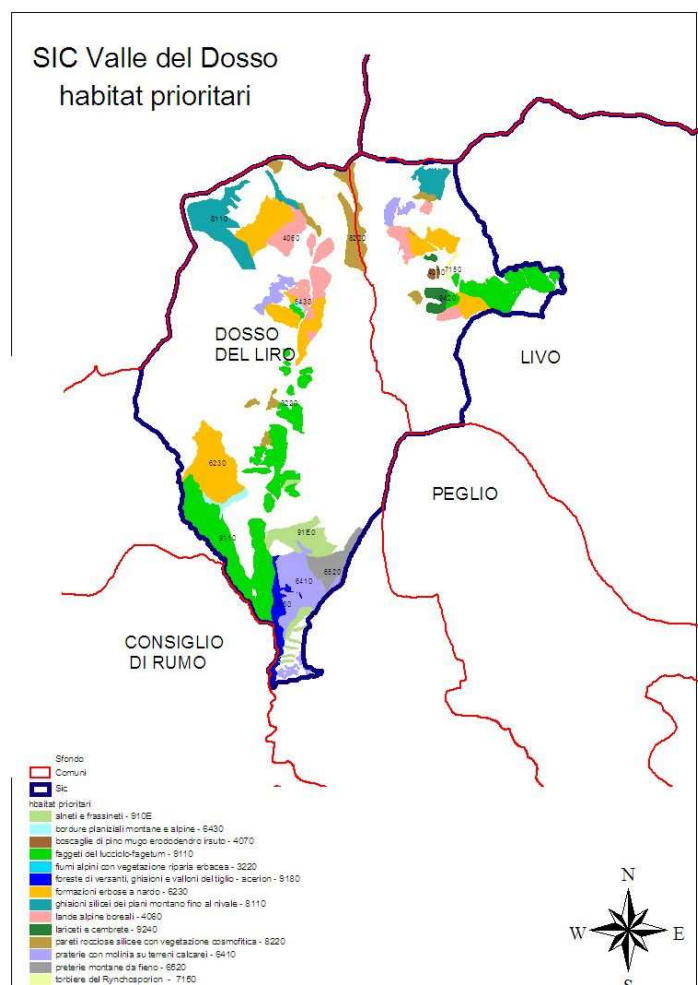 SIC Valle del Dosso
habitat prioritari
8110
4060
8220
7150
6430
DOSSO
DEL LIRO
LIVO
6230
PEGLIO
9110
91E0
6410
6520
CONSIGLIO
DI RUMO
Sfondo
Comuni
Sic
hbaitat prioritari
alneti e frassineti - 910E
bordure planiziali montane e alpine - 6430
boscaglie di pino mugo erododendro irsuto - 4070
faggeti del lucciolo-fagetum - 9110
fiumi alpini con vegetazione riparia erbacea - 3220
foreste di versanti, ghiaioni e valloni del tiglio - acerion - 9180
formazioni erbose a nardo - 6230
ghiaioni silicei dei piani montano fino al nivale - 8110
lande alpine boreali - 4060
lariceti e cembrete - 9240
pareti rocciose silicee con vegetazione cosmofitica - 8220
praterie con molinia su terreni calcarei - 6410
preterie montane da fieno - 6520
torbiere del Rynchosporion - 7150
N
W E
S